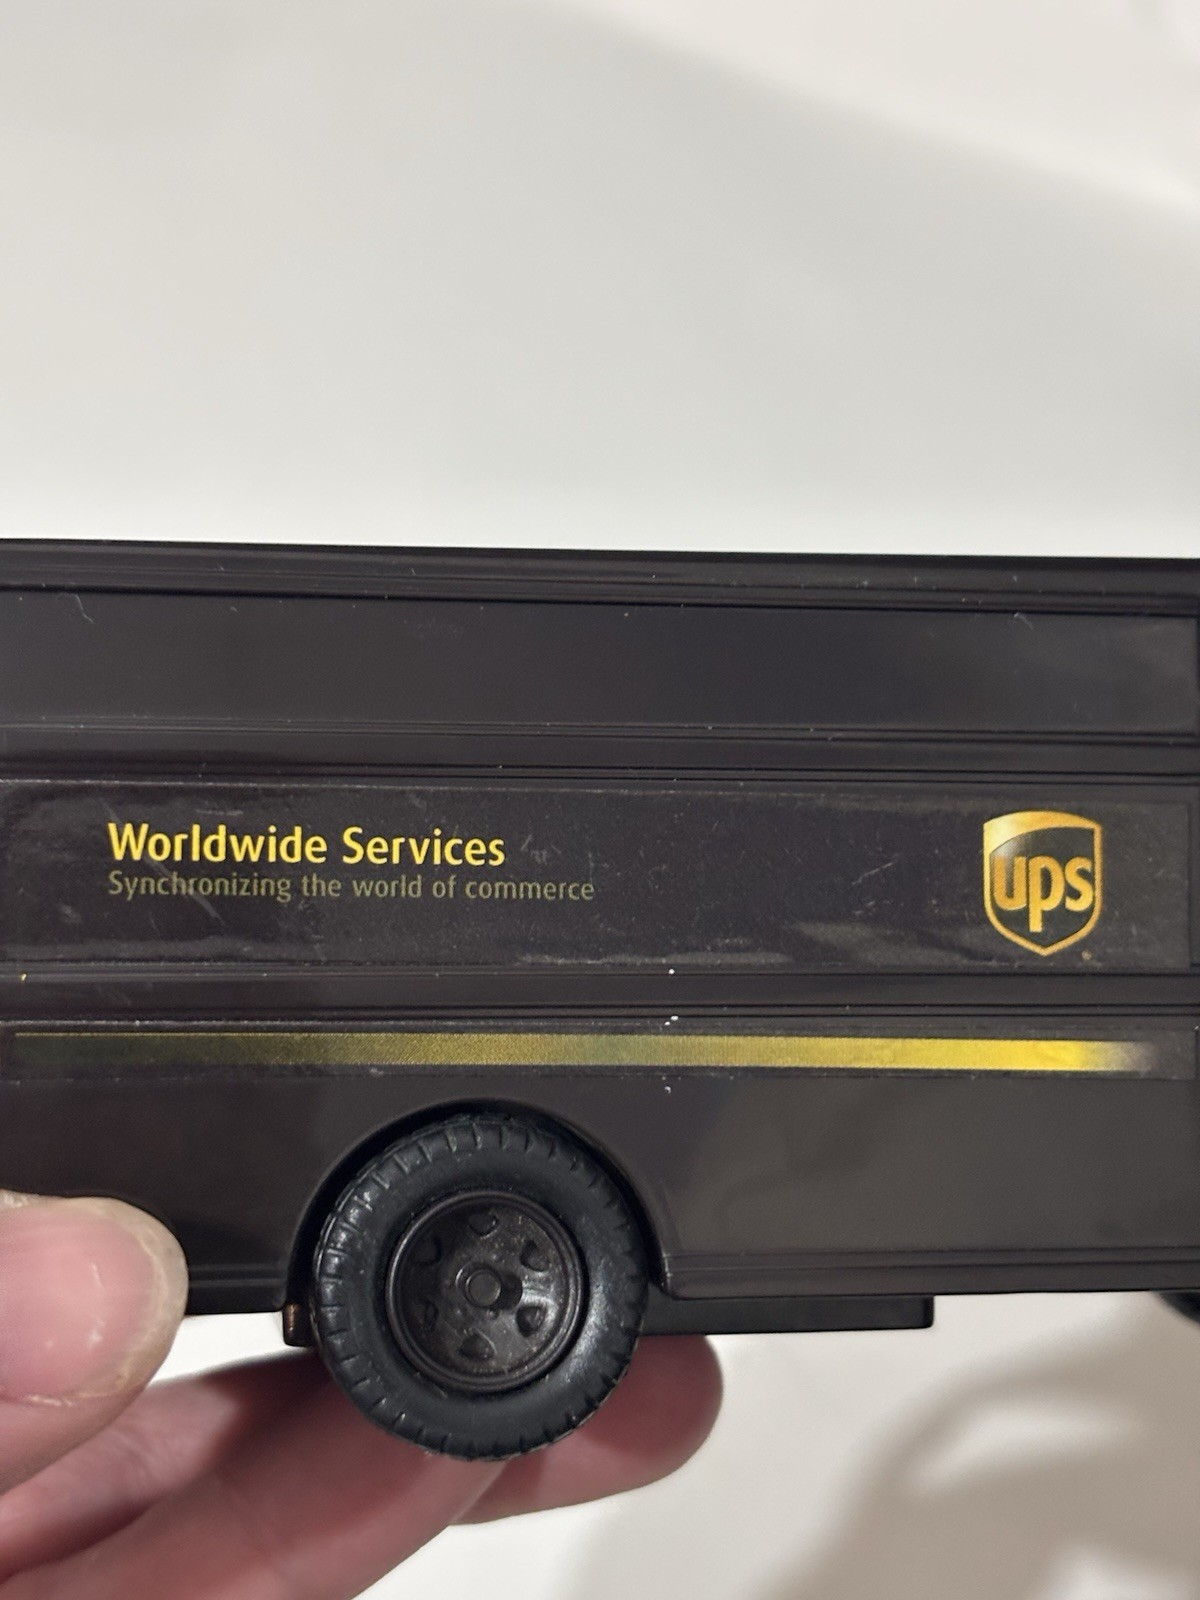 Worldwide Services
Synchronizing the world of commerce
ups